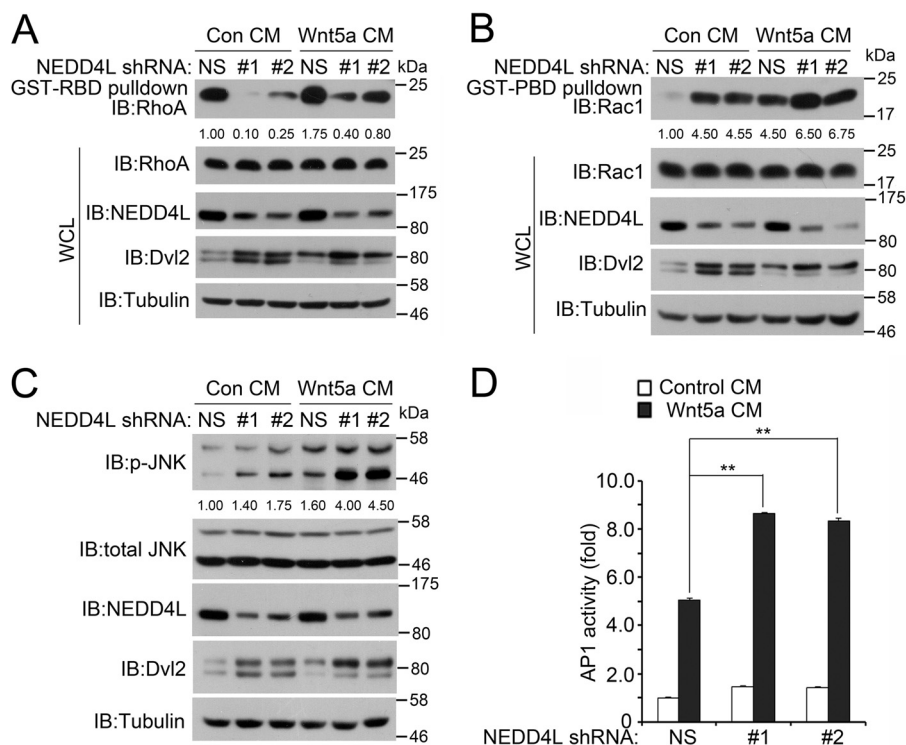 A
Con CM Wnt5a CM
NEDD4L shRNA: NS #1 #2 NS #1 #2 kDa
GST-RBD pulldown
IB:RhoA
25
1.00 0.10 0.25 1.75 0.40 0.80
WCL
IB:RhoA
25
17
IB:NEDD4L
175
80
IB:Dvl2
80
IB:Tubulin
58
46
B
Con CM Wnt5a CM
kDa
NEDD4L shRNA: NS #1 #2 NS #1 #2
GST-PBD pulldown
IB:Rac1
25
17
1.00 4.50 4.55 4.50 6.50 6.75
WCL
IB:Rac1
25
17
IB:NEDD4L
175
80
IB:Dvl2
80
IB:Tubulin
58
46
C
Con CM Wnt5a CM
NEDD4L shRNA: NS #1 #2 NS #1 #2 kDa
IB:p-JNK
58
46
1.00 1.40 1.75 1.60 4.00 4.50
IB:total JNK
58
46
IB:NEDD4L
175
80
IB:Dvl2
80
IB:Tubulin
58
46
D
Control CM
Wnt5a CM
**
**
AP1 activity (fold)
10.0
8.0
6.0
4.0
2.0
0
NEDD4L shRNA: NS #1 #2